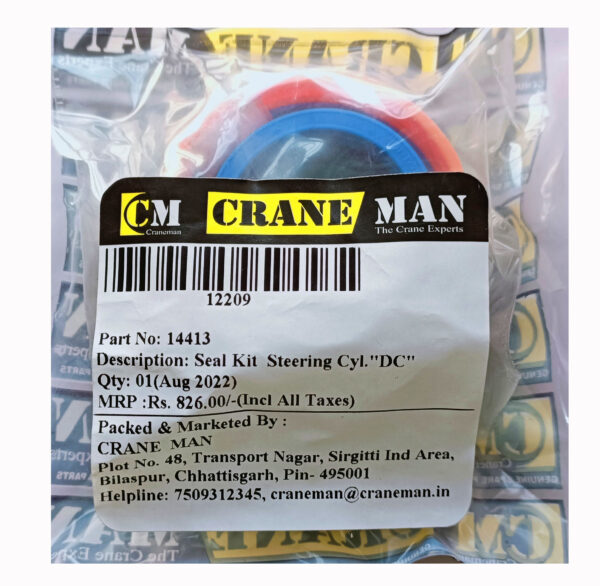 CM CRANE MAN
Craneman The Crane Experts
12209
Part No: 14413
Description: Seal Kit Steering Cyl."DC"
Qty: 01(Aug 2022)
MRP :Rs. 826.00/-(Incl All Taxes)
Packed & Marketed By :
CRANE MAN
Plot No. 48, Transport Nagar, Sirgitti Ind Area,
Bilaspur, Chhattisgarh, Pin- 495001
Helpline: 7509312345, craneman@craneman.in